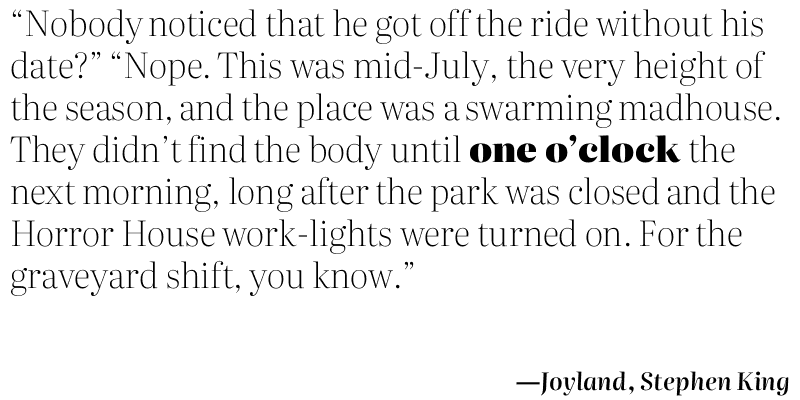 “Nobody noticed that he got off the ride without his
date?” “Nope. This was mid-July, the very height of
the season, and the place was a swarming madhouse.
They didn’t find the body until one o’clock the
next morning, long after the park was closed and the
Horror House work-lights were turned on. For the
graveyard shift, you know.”
—Joyland, Stephen King